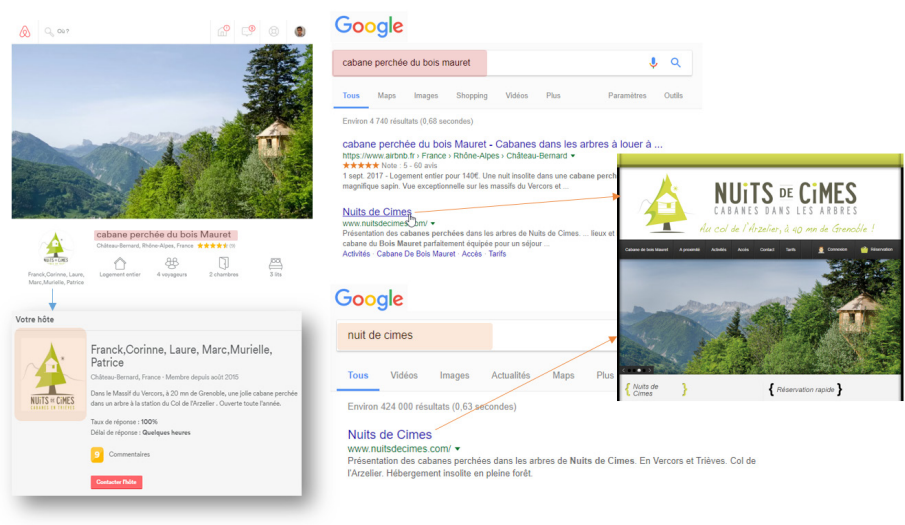 Où ?
cabane perchée du bois Mauret
Château-Bernard, Rhône-Alpes, France
NUITS DE CIMES
Franck,Corinne, Laure,
Marc,Murielle, Patrice
Logement entier
4 voyageurs
2 chambres
3 lits
Votre hôte
NUITS DE CIMES
CABANES EN TRIÈVES
Franck,Corinne, Laure, Marc,Murielle,
Patrice
Château-Bernard, France · Membre depuis août 2015
Dans le Massif du Vercors, à 20 mn de Grenoble, une jolie cabane perchée
dans un arbre à la station du Col de l'Arzelier . Ouverte toute l'année.
Taux de réponse : 100%
Délai de réponse : Quelques heures
9 Commentaires
Contacter l'hôte
Google
cabane perchée du bois mauret
Tous Maps Images Shopping Vidéos Plus Paramètres Outils
Environ 4 740 résultats (0,68 secondes)
cabane perchée du bois Mauret - Cabanes dans les arbres à louer à ...
https://www.airbnb.fr › France › Rhône-Alpes › Château-Bernard
Note : 5 - 60 avis
1 sept. 2017 - Logement entier pour 140€. Une nuit insolite dans une cabane perch
magnifique sapin. Vue exceptionnelle sur les massifs du Vercors et...
Nuits de Cimes
www.nuitsdecimes.com/
Présentation des cabanes perchées dans les arbres de Nuits de Cimes. ... lieux et
cabane du Bois Mauret parfaitement équipée pour un séjour ...
Activités · Cabane De Bois Mauret · Accès · Tarifs
NUITS DE CIMES
CABANES DANS LES ARBRES
Au col de l'Arzelier, à 40 mn de Grenoble !
Cabane de bois Mauret A proximité Activités Accès Contact Tarifs Connexion Réservation
{ Nuits de Cimes }
{ Réservation rapide }
Google
nuit de cimes
Tous Vidéos Images Actualités Maps Plus
Environ 424 000 résultats (0,63 secondes)
Nuits de Cimes
www.nuitsdecimes.com/
Présentation des cabanes perchées dans les arbres de Nuits de Cimes. En Vercors et Trièves. Col de
l'Arzelier. Hébergement insolite en pleine forêt.